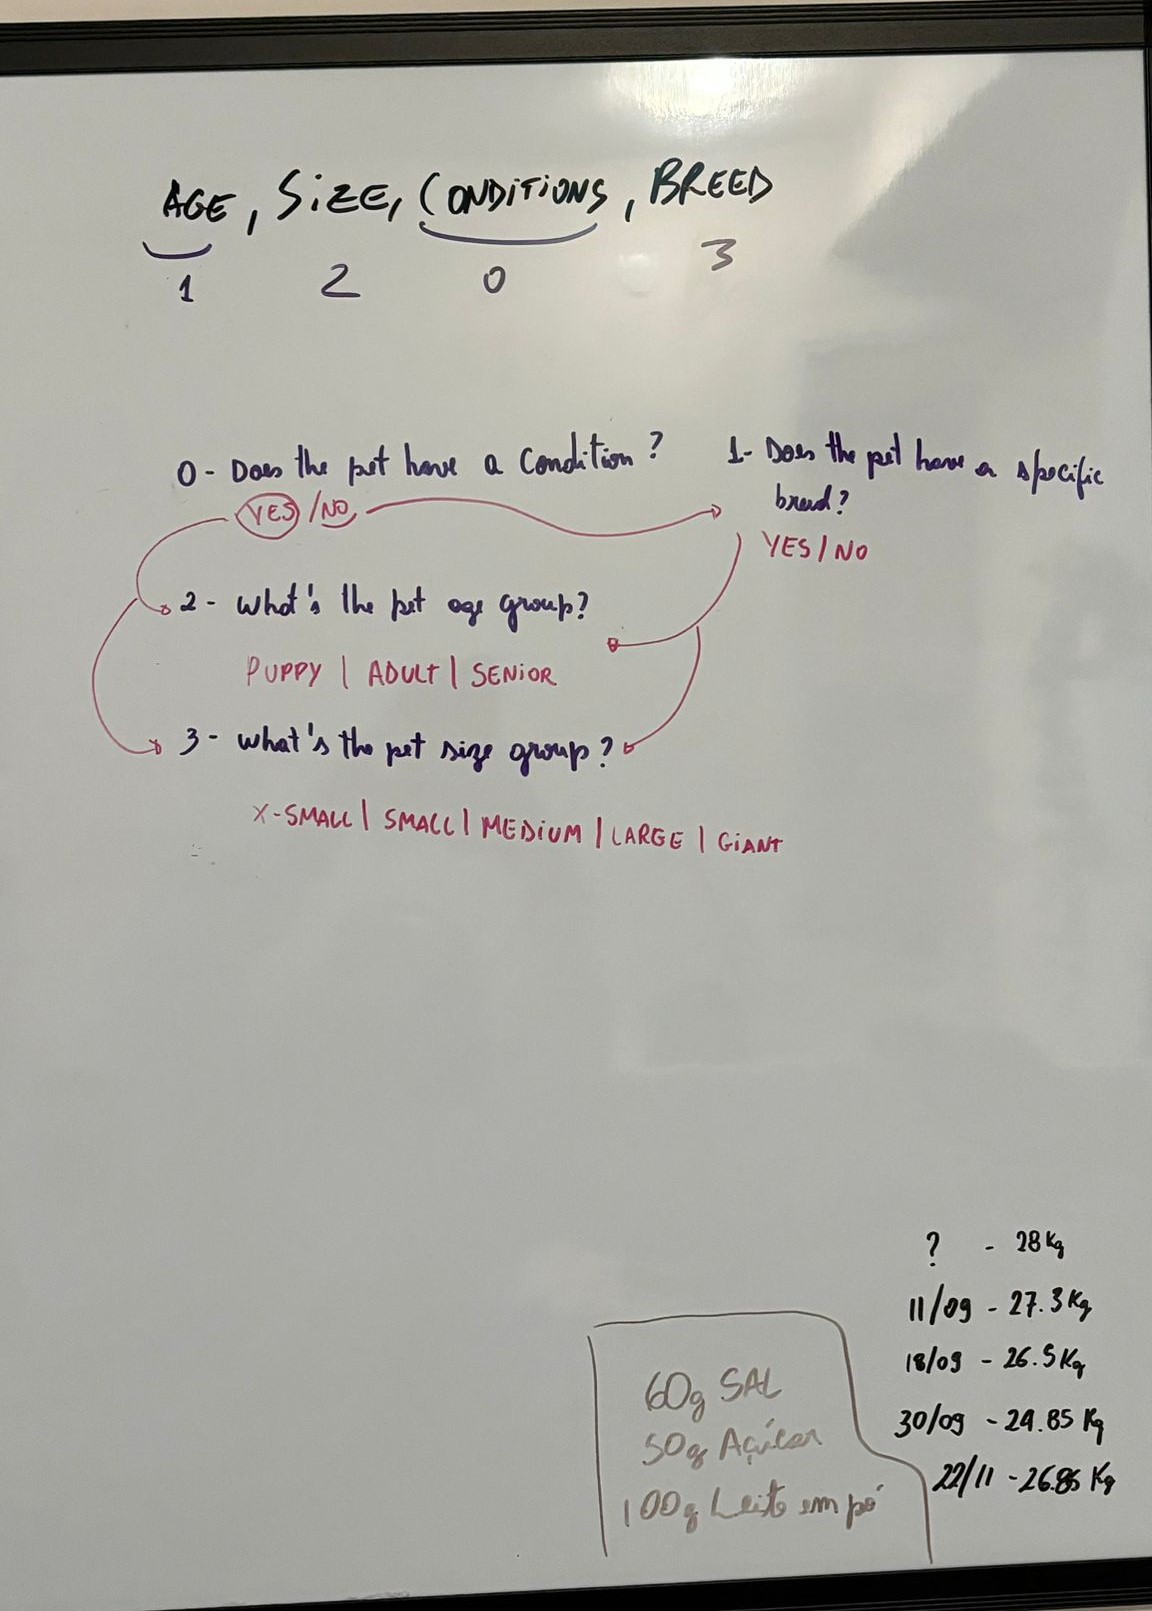 AGE, SiZE, CONDiTiONS, BREED
1 2 0 3
0 - Does the pet have a Condition?
YES / NO
1- Does the pet have a specific
breed?
YES / NO
2 - What's the pet age group?
PUPPY | ADULT | SENiOR
3 - What's the pet size group?
X-SMALL | SMALL | MEDiUM | LARGE | GiANT
? - 28 Kg
11/09 - 27.3 Kg
18/09 - 26.5 Kg
30/09 - 24.85 Kg
22/11 - 26.85 Kg
60g SAL
50g Açúcar
100g Leite em pó